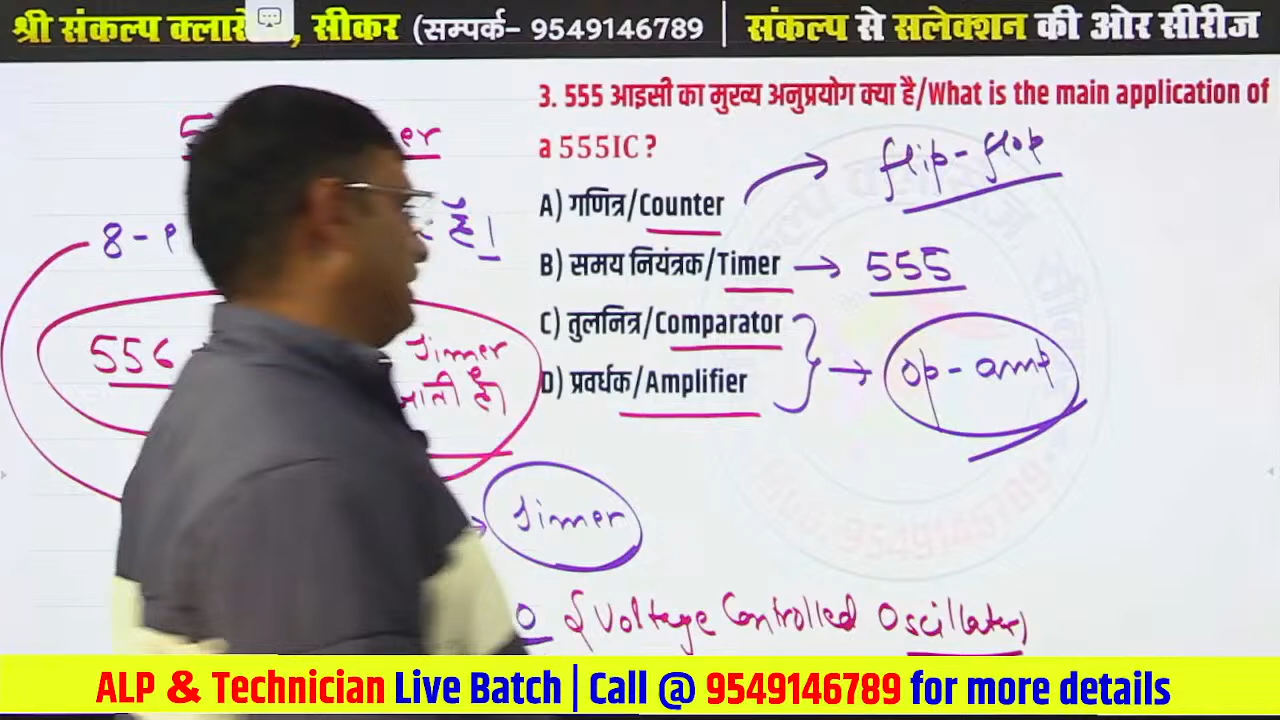 श्री संकल्प क्लासेज, सीकर (सम्पर्क– 9549146789 | संकल्प से सलेक्शन की ओर सीरीज
3. 555 आइसी का मुख्य अनुप्रयोग क्या है/What is the main application of
a 555IC?
A) गणित्र/Counter → flip-flop
B) समय नियंत्रक/Timer → 555
C) तुलनित्र/Comparator
D) प्रवर्धक/Amplifier → op-amp
8-
है।
556
Timer
जाती है।
Timer
{Voltage Controlled Oscillator}
ALP & Technician Live Batch | Call @ 9549146789 for more details